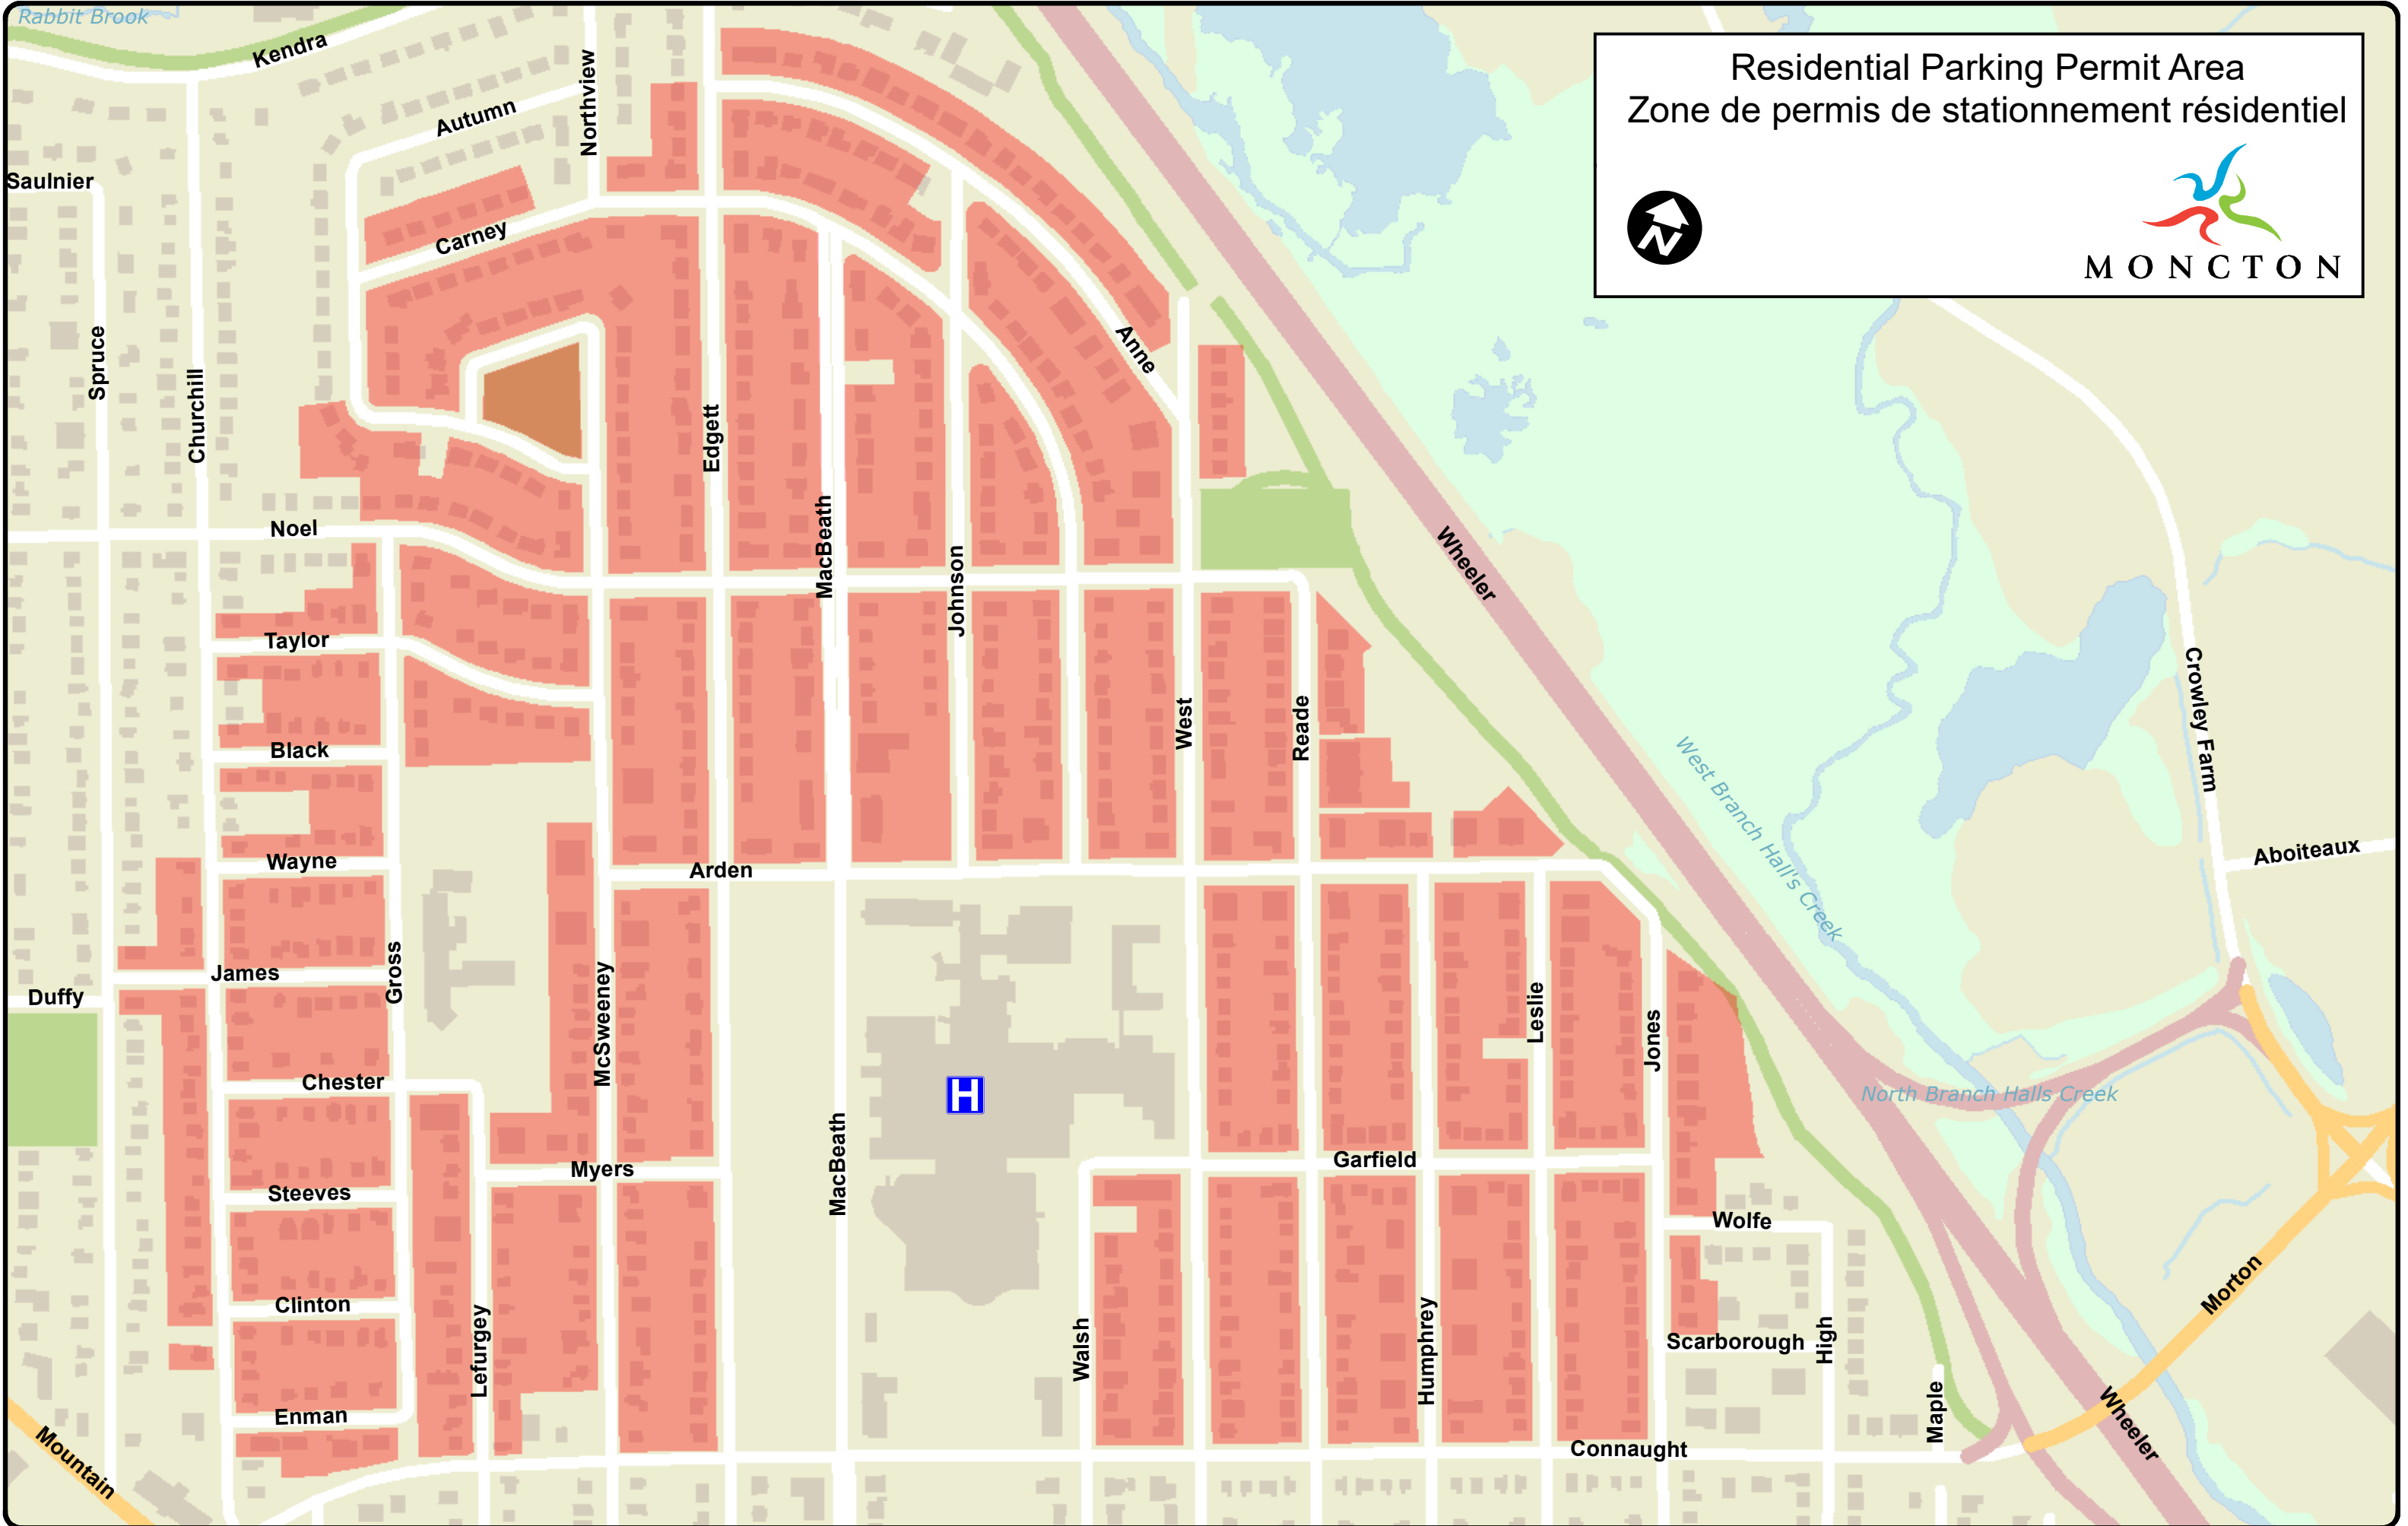 Rabbit Brook
Kendra
Northview
Residential Parking Permit Area
Zone de permis de stationnement résidentiel
N
MONCTON
Autumn
Saulnier
Carney
Spruce
Churchill
Edgett
Anne
MacBeath
Johnson
Noel
Wheeler
Taylor
West
Reade
Black
Crowley Farm
West Branch Hall's Creek
Wayne
Arden
Aboiteaux
James
Gross
Duffy
McSweeney
Leslie
Jones
Chester
H
North Branch Halls Creek
MacBeath
Myers
Garfield
Steeves
Wolfe
Clinton
Lefurgey
Walsh
Humphrey
Scarborough
High
Morton
Enman
Maple
Mountain
Connaught
Wheeler